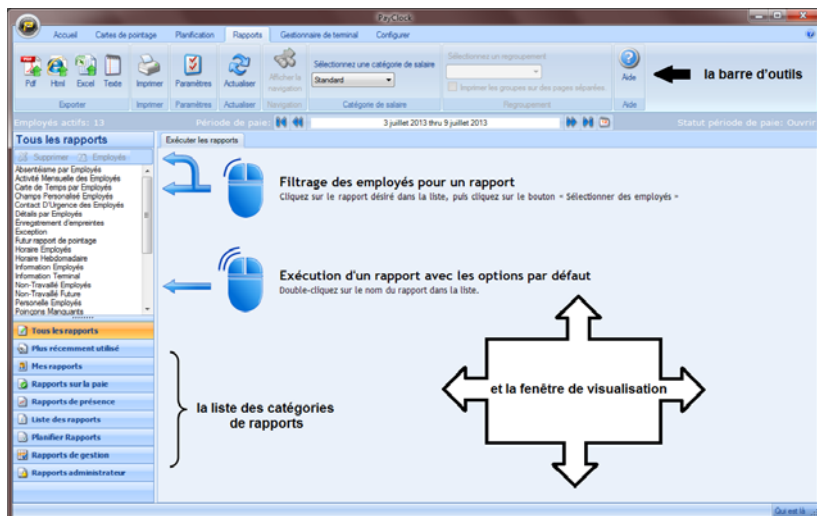 PayClock
Accueil Cartes de pointage Planification Rapports Gestionnaire de terminal Configurer
Pdf Html Excel Texte Imprimer Paramètres Actualiser Afficher la navigation
Sélectionnez une catégorie de salaire
Standard
Sélectionnez un regroupement
Imprimer les groupes sur des pages séparées.
Aide
la barre d'outils
Exporter Imprimer Paramètres Actualiser Navigation Catégorie de salaire Regroupement Aide
Employés actifs: 13 Période de paie: 3 juillet 2013 thru 9 juillet 2013 Statut période de paie: Ouvrir
Tous les rapports
Exécuter les rapports
Supprimer Employés
Absentéisme par Employés
Activité Mensuelle des Employés
Carte de Temps par Employés
Champs Personalisé Employés
Contact D'Urgence des Employés
Détails par Employés
Enregistrement d'empreintes
Exception
Futur rapport de pointage
Horaire Employés
Horaire Hebdomadaire
Information Employés
Information Terminal
Non-Travaillé Employés
Non-Travaillé Future
Personelle Employés
Poinçons Manquants
Filtrage des employés pour un rapport
Cliquez sur le rapport désiré dans la liste, puis cliquez sur le bouton « Sélectionner des employés »
Exécution d'un rapport avec les options par défaut
Double-cliquez sur le nom du rapport dans la liste.
Tous les rapports
Plus récemment utilisé
Mes rapports
Rapports sur la paie
Rapports de présence
Liste des rapports
Planifier Rapports
Rapports de gestion
Rapports administrateur
la liste des catégories
de rapports
et la fenêtre de visualisation
Qui est là